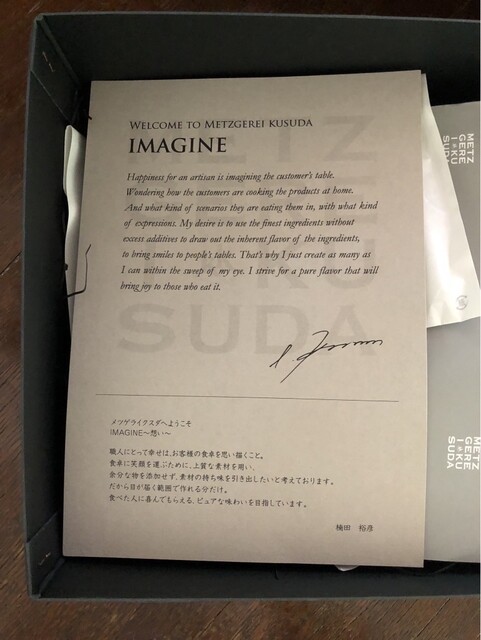 WELCOME TO METZGEREI KUSUDA
IMAGINE
Happiness for an artisan is imagining the customer's table.
Wondering how the customers are cooking the products at home.
And what kind of scenarios they are eating them in, with what kind
of expressions. My desire is to use the finest ingredients without
excess additives to draw out the inherent flavor of the ingredients,
to bring smiles to people's tables. That's why I just create as many as
I can within the sweep of my eye. I strive for a pure flavor that will
bring joy to those who eat it.
メツゲライクスダへようこそ
IMAGINE〜想い〜
職人にとって幸せは、お客様の食卓を思い描くこと。
食卓に笑顔を運ぶために、上質な素材を用い、
余分な物を添加せず、素材の持ち味を引き出したいと考えております。
だから目が届く範囲で作れる分だけ。
食べた人に喜んでもらえる、ピュアな味わいを目指しています。
楠田 裕彦
METZ
GERE
I★KU
SUDA
METZ
GERE
I★KU
SUDA